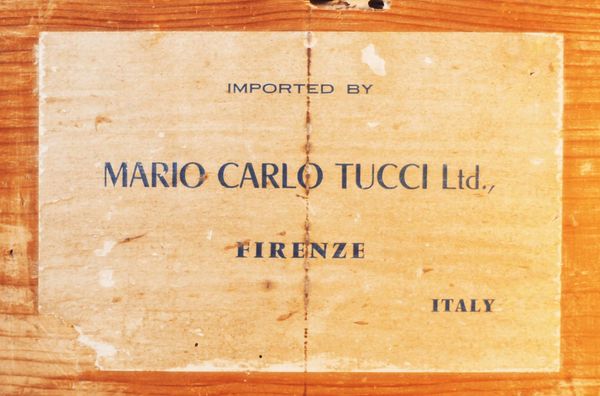 IMPORTED BY
MARIO CARLO TUCCI Ltd.,
FIRENZE
ITALY